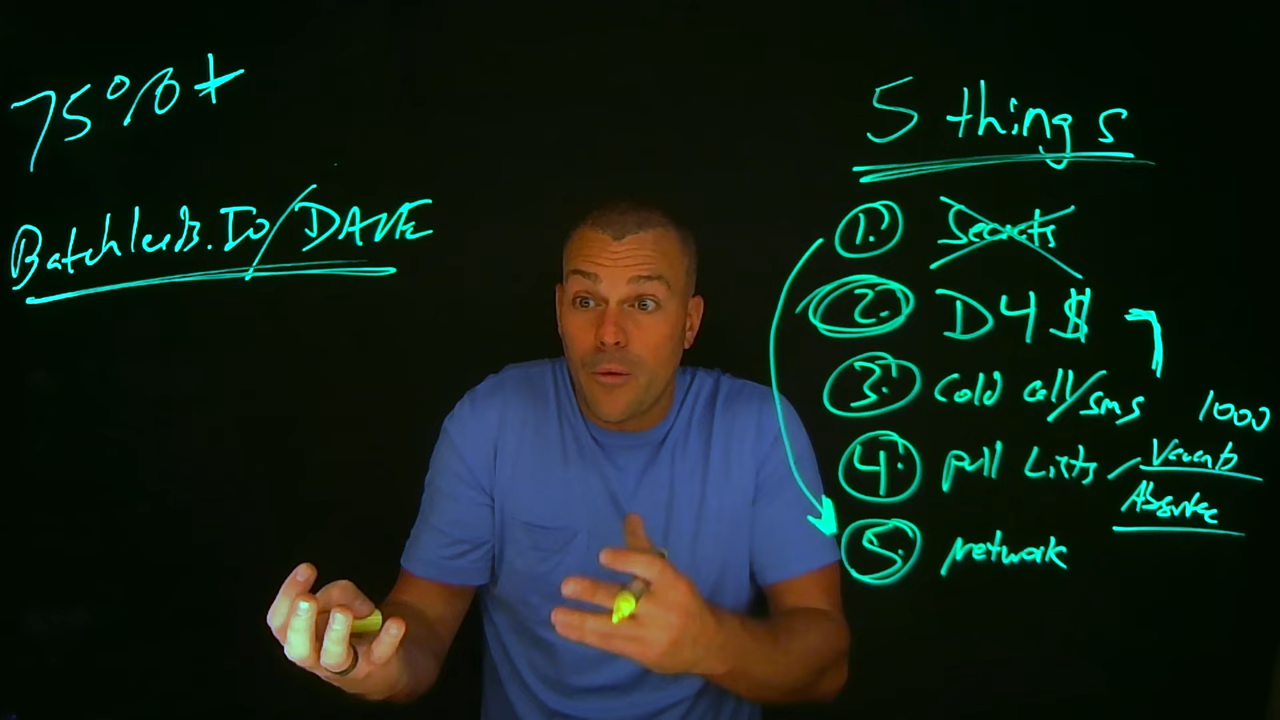 75%+
Batchleads.Io/DAVE
5 things
1. Secrets
2. D4$
3. Cold call/sms
1000
4. pull Lists / Vacants
Absentee
5. network